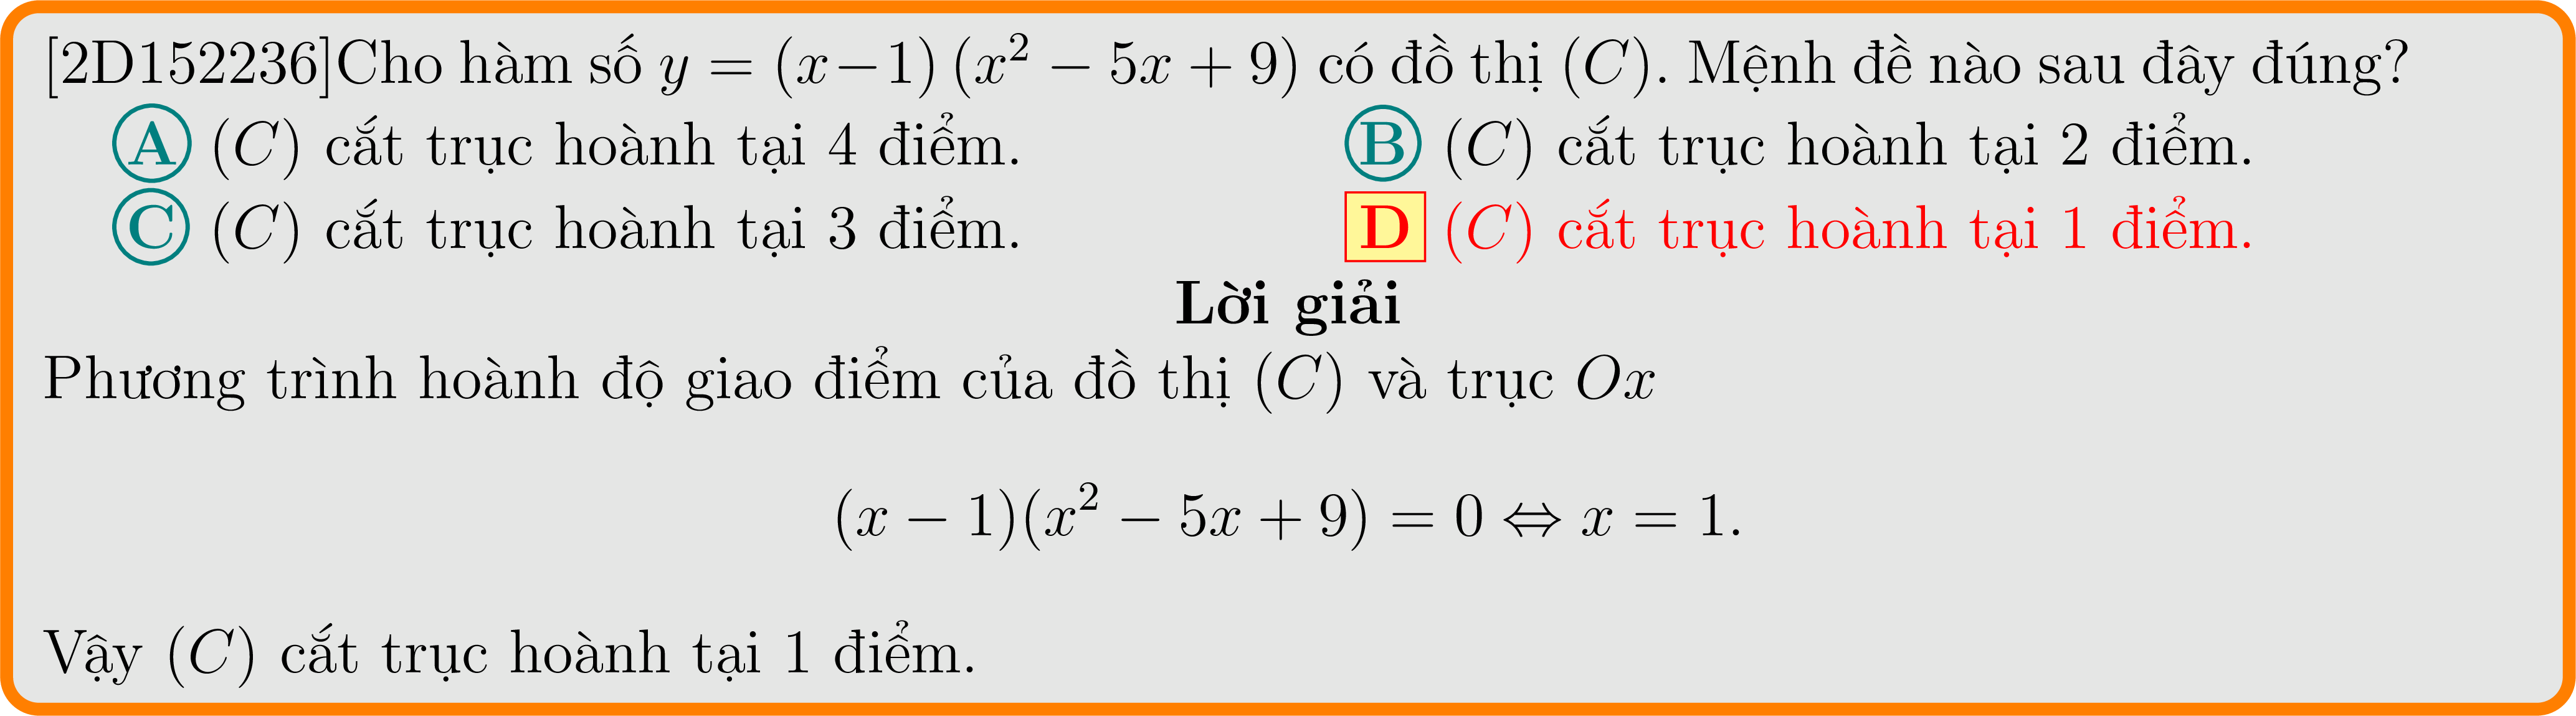 [2D152236]Cho hàm số y = (x−1) (x² − 5x + 9) có đồ thị (C). Mệnh đề nào sau đây đúng?
A (C) cắt trục hoành tại 4 điểm. B (C) cắt trục hoành tại 2 điểm.
C (C) cắt trục hoành tại 3 điểm. D (C) cắt trục hoành tại 1 điểm.
Lời giải
Phương trình hoành độ giao điểm của đồ thị (C) và trục Ox
(x − 1)(x² − 5x + 9) = 0 ⇔ x = 1.
Vậy (C) cắt trục hoành tại 1 điểm.